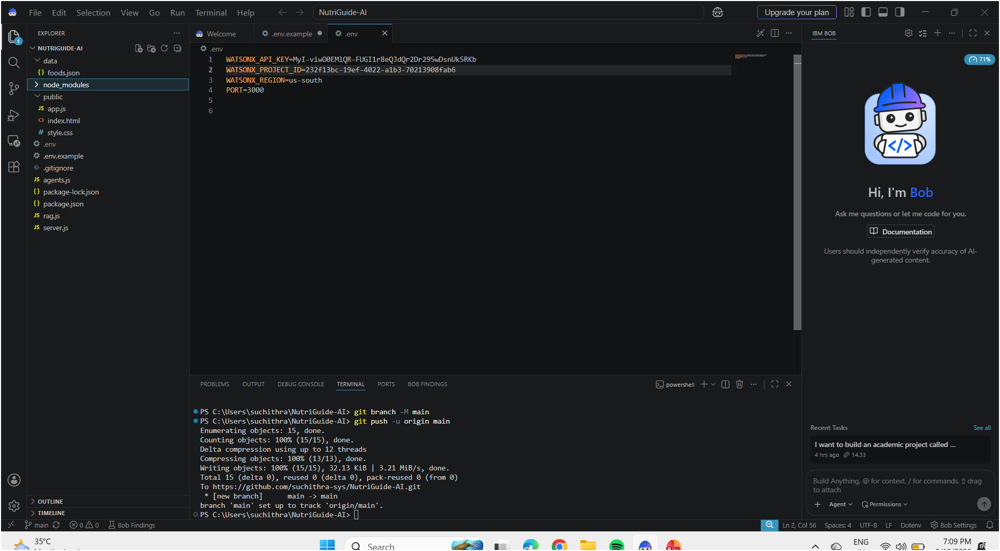 File Edit Selection View Go Run Terminal Help
NutriGuide-AI
Upgrade your plan
EXPLORER
1
NUTRIGUIDE-AI
data
{} foods.json
node_modules
public
JS app.js
<> index.html
# style.css
.env
.env.example
.gitignore
JS agents.js
{} package-lock.json
{} package.json
JS rag.js
JS server.js
OUTLINE
TIMELINE
Welcome
.env.example
.env
.env
1 WATSONX_API_KEY=MyI-viwO0EMlQR-FUGI1r8eQJdQr2Dr295wDsnUk5RKb
2 WATSONX_PROJECT_ID=232f13bc-19ef-4022-a1b3-70213908fab6
3 WATSONX_REGION=us-south
4 PORT=3000
5
6
PROBLEMS OUTPUT DEBUG CONSOLE TERMINAL PORTS BOB FINDINGS
powershell
PS C:\Users\suchithra\NutriGuide-AI> git branch -M main
PS C:\Users\suchithra\NutriGuide-AI> git push -u origin main
Enumerating objects: 15, done.
Counting objects: 100% (15/15), done.
Delta compression using up to 12 threads
Compressing objects: 100% (13/13), done.
Writing objects: 100% (15/15), 32.13 KiB | 3.21 MiB/s, done.
Total 15 (delta 0), reused 0 (delta 0), pack-reused 0 (from 0)
To https://github.com/suchithra-sys/NutriGuide-AI.git
* [new branch] main -> main
branch 'main' set up to track 'origin/main'.
PS C:\Users\suchithra\NutriGuide-AI>
IBM BOB
71%
</>
Hi, I'm Bob
Ask me questions or let me code for you.
Documentation
Users should independently verify accuracy of AI-
generated content.
Recent Tasks
See all
I want to build an academic project called ...
4 hrs ago 14.33
Build Anything, @ for context, / for commands, ⇧ drag
to attach
Agent
Permissions
main
0 0
Bob Findings
Ln 2, Col 56
Spaces: 4
UTF-8
LF
Dotenv
Bob Settings
35°C
Search
ENG
7:09 PM